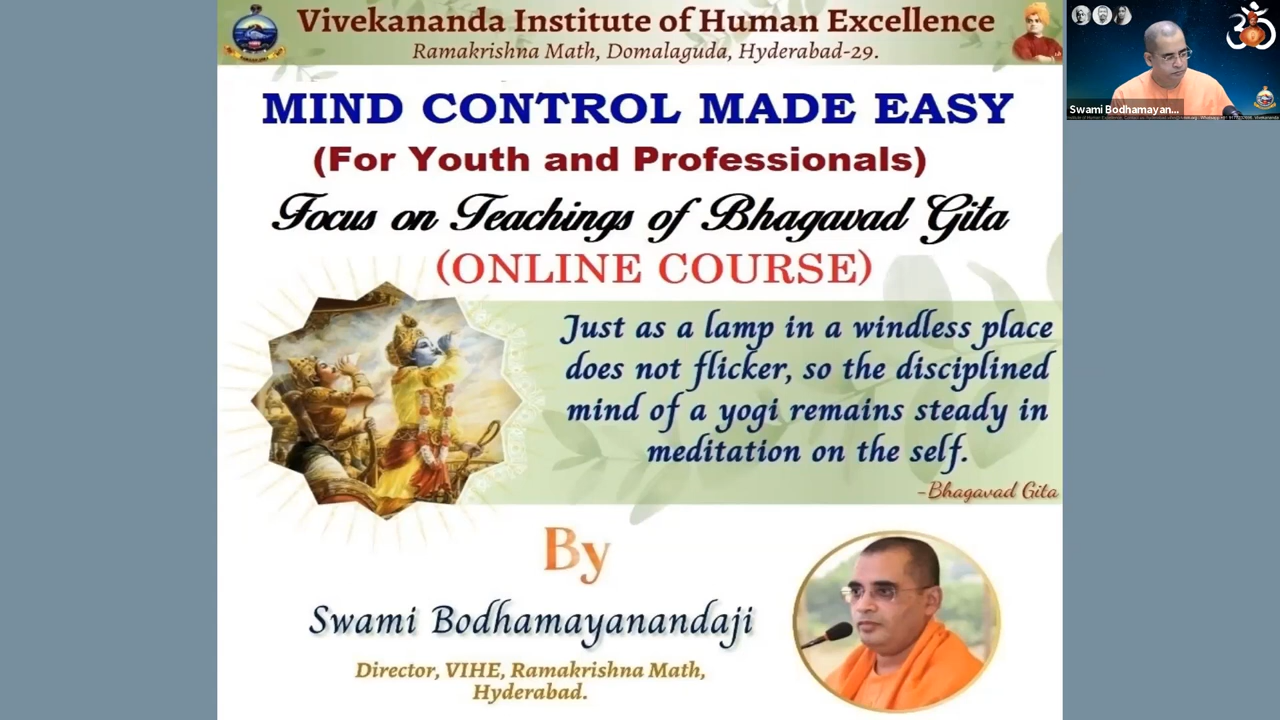 Vivekananda Institute of Human Excellence
Ramakrishna Math, Domalaguda, Hyderabad-29.
MIND CONTROL MADE EASY
(For Youth and Professionals)
Focus on Teachings of Bhagavad Gita
(ONLINE COURSE)
Just as a lamp in a windless place
does not flicker, so the disciplined
mind of a yogi remains steady in
meditation on the self.
-Bhagavad Gita
By
Swami Bodhamayanandaji
Director, VIHE, Ramakrishna Math,
Hyderabad.
Swami Bodhamayan...